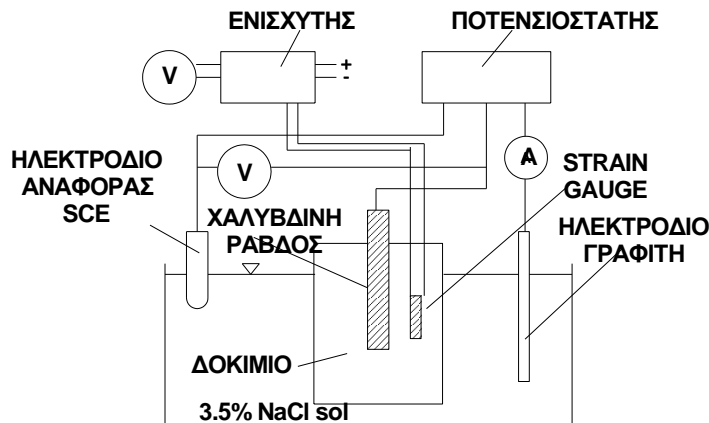 ΕΝΙΣΧΥΤΗΣ
ΠΟΤΕΝΣΙΟΣΤΑΤΗΣ
V
+
-
ΗΛΕΚΤΡΟΔΙΟ
ΑΝΑΦΟΡΑΣ
SCE
V
A
STRAIN
GAUGE
ΧΑΛΥΒΔΙΝΗ
ΡΑΒΔΟΣ
ΗΛΕΚΤΡΟΔΙΟ
ΓΡΑΦΙΤΗ
ΔΟΚΙΜΙΟ
3.5% NaCl sol